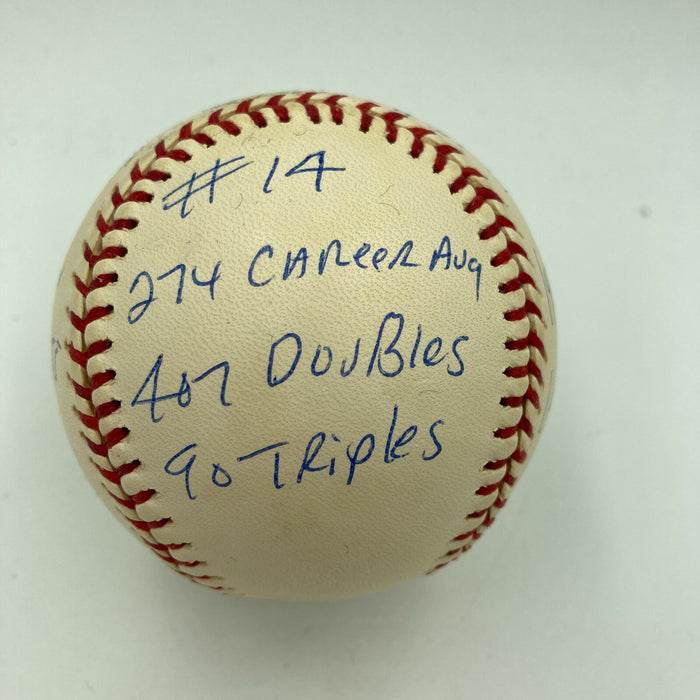 #14
274 CAReeR Avg
407 DOUBles
90 TRiples